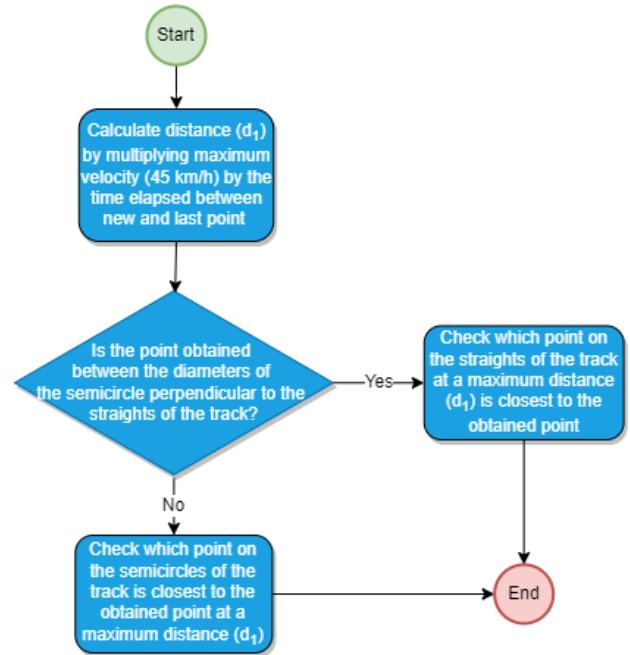 Start
Calculate distance (d₁)
by multiplying maximum
velocity (45 km/h) by the
time elapsed between
new and last point
Is the point obtained
between the diameters of
the semicircle perpendicular to the
straights of the track?
Yes
Check which point on
the straights of the track
at a maximum distance
(d₁) is closest to the
obtained point
No
Check which point on
the semicircles of the
track is closest to the
obtained point at a
maximum distance (d₁)
End